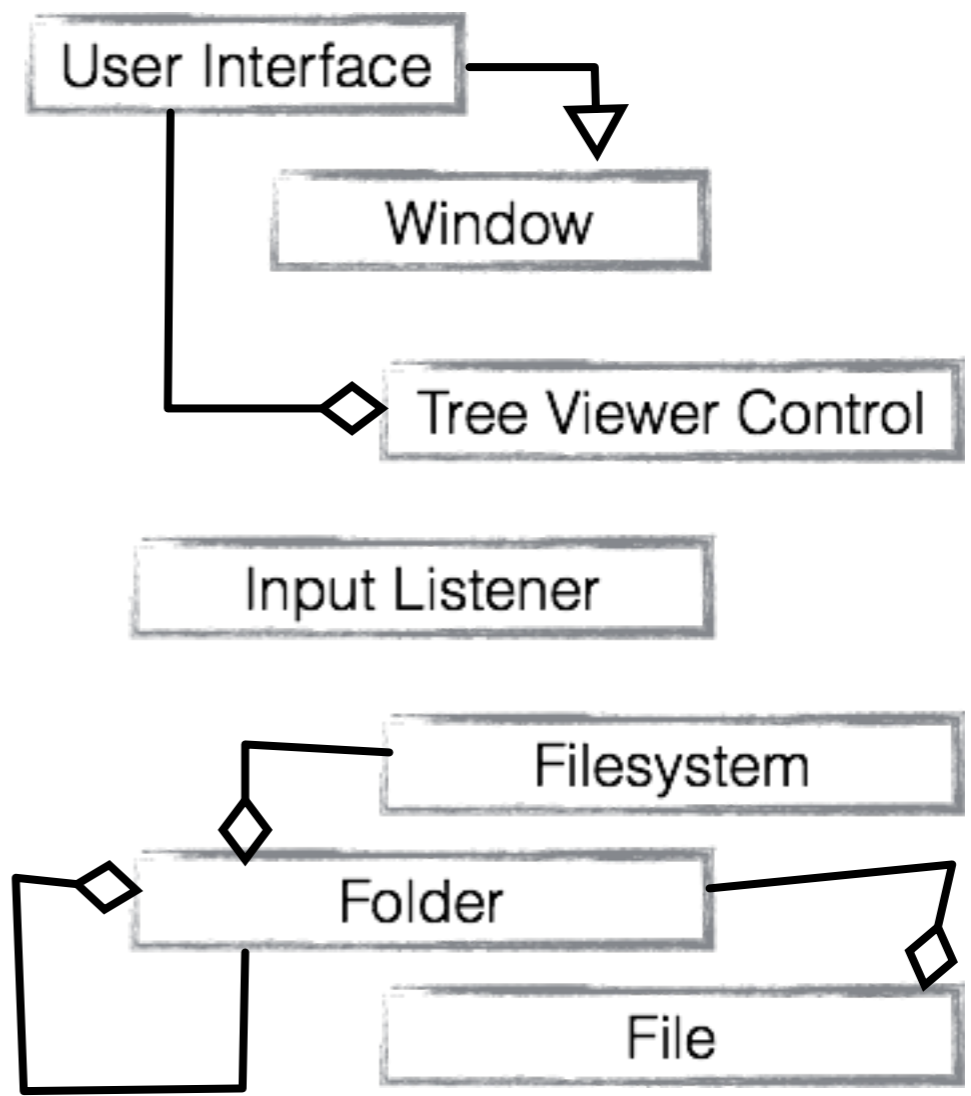 User Interface
Window
Tree Viewer Control
Input Listener
Filesystem
Folder
File